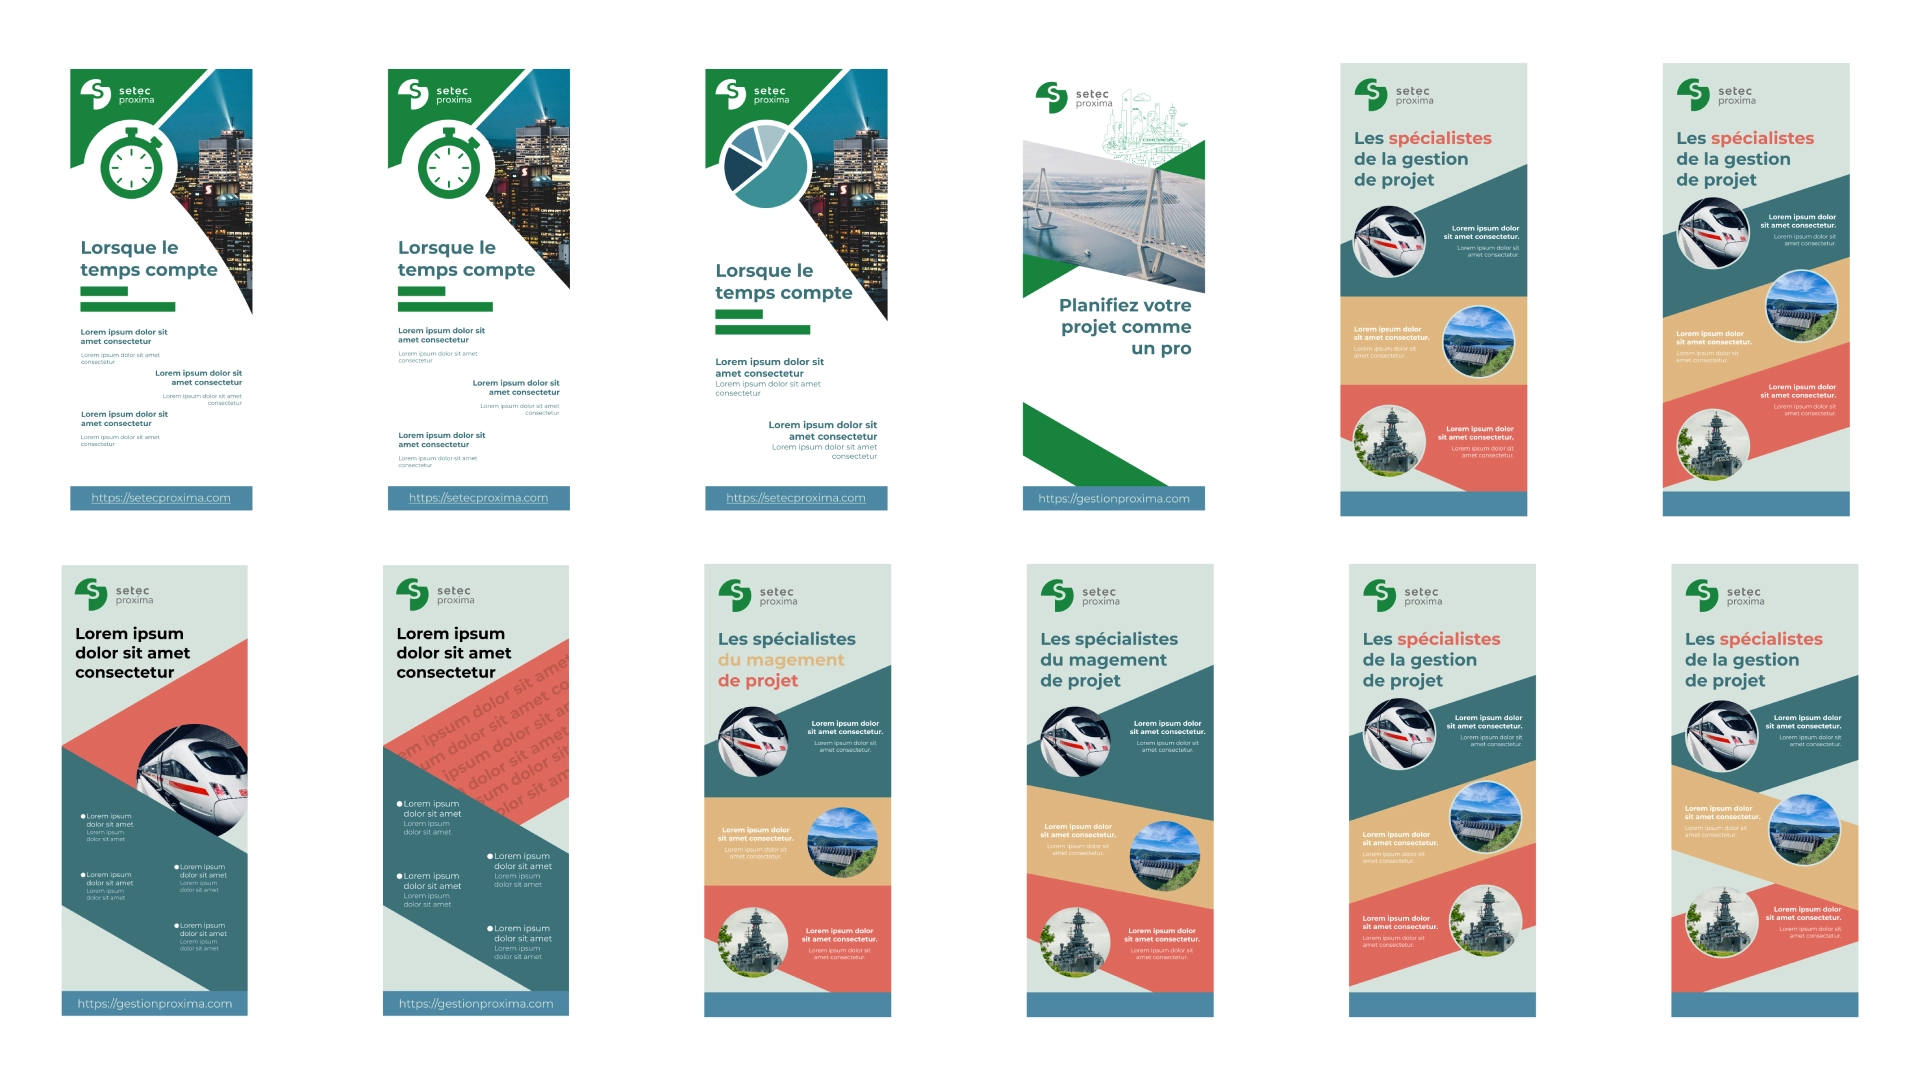 setec
proxima
Lorsque le
temps compte
Lorem ipsum dolor sit
amet consectetur
Lorem ipsum dolor sit amet
consectetur
Lorem ipsum dolor sit
amet consectetur
Lorem ipsum dolor sit amet
consectetur
Lorem ipsum dolor sit
amet consectetur
Lorem ipsum dolor sit amet
consectetur
https://setecproxima.com
setec
proxima
Lorsque le
temps compte
Lorem ipsum dolor sit
amet consectetur
Lorem ipsum dolor sit amet
consectetur
Lorem ipsum dolor sit
amet consectetur
Lorem ipsum dolor sit amet
consectetur
Lorem ipsum dolor sit
amet consectetur
Lorem ipsum dolor sit amet
consectetur
https://setecproxima.com
setec
proxima
Lorsque le
temps compte
Lorem ipsum dolor sit
amet consectetur
Lorem ipsum dolor sit amet
consectetur
Lorem ipsum dolor sit
amet consectetur
Lorem ipsum dolor sit amet
consectetur
https://setecproxima.com
setec
proxima
Planifiez votre
projet comme
un pro
https://gestionproxima.com
setec
proxima
Les spécialistes
de la gestion
de projet
Lorem ipsum dolor
sit amet consectetur.
Lorem ipsum dolor sit
amet consectetur.
Lorem ipsum dolor
sit amet consectetur.
Lorem ipsum dolor sit
amet consectetur.
Lorem ipsum dolor
sit amet consectetur.
Lorem ipsum dolor sit
amet consectetur.
setec
proxima
Les spécialistes
de la gestion
de projet
Lorem ipsum dolor
sit amet consectetur.
Lorem ipsum dolor sit
amet consectetur.
Lorem ipsum dolor
sit amet consectetur.
Lorem ipsum dolor sit
amet consectetur.
Lorem ipsum dolor
sit amet consectetur.
Lorem ipsum dolor sit
amet consectetur.
setec
proxima
Lorem ipsum
dolor sit amet
consectetur
Lorem ipsum
dolor sit amet
Lorem ipsum
dolor sit amet
Lorem ipsum
dolor sit amet
Lorem ipsum
dolor sit amet
Lorem ipsum
dolor sit amet
Lorem ipsum
dolor sit amet
Lorem ipsum
dolor sit amet
Lorem ipsum
dolor sit amet
https://gestionproxima.com
setec
proxima
Lorem ipsum
dolor sit amet
consectetur
em ipsum dolor sit amet
um dolor sit amet co
ipsum dolor sit a
dolor sit amet
sum dolor sit
olor sit am
Lorem ipsum
dolor sit amet
Lorem ipsum
dolor sit amet
Lorem ipsum
dolor sit amet
Lorem ipsum
dolor sit amet
Lorem ipsum
dolor sit amet
Lorem ipsum
dolor sit amet
Lorem ipsum
dolor sit amet
Lorem ipsum
dolor sit amet
https://gestionproxima.com
setec
proxima
Les spécialistes
du magement
de projet
Lorem ipsum dolor
sit amet consectetur.
Lorem ipsum dolor sit
amet consectetur.
Lorem ipsum dolor
sit amet consectetur.
Lorem ipsum dolor sit
amet consectetur.
Lorem ipsum dolor
sit amet consectetur.
Lorem ipsum dolor sit
amet consectetur.
setec
proxima
Les spécialistes
du magement
de projet
Lorem ipsum dolor
sit amet consectetur.
Lorem ipsum dolor sit
amet consectetur.
Lorem ipsum dolor
sit amet consectetur.
Lorem ipsum dolor sit
amet consectetur.
Lorem ipsum dolor
sit amet consectetur.
Lorem ipsum dolor sit
amet consectetur.
setec
proxima
Les spécialistes
de la gestion
de projet
Lorem ipsum dolor
sit amet consectetur.
Lorem ipsum dolor sit
amet consectetur.
Lorem ipsum dolor
sit amet consectetur.
Lorem ipsum dolor sit
amet consectetur.
Lorem ipsum dolor
sit amet consectetur.
Lorem ipsum dolor sit
amet consectetur.
setec
proxima
Les spécialistes
de la gestion
de projet
Lorem ipsum dolor
sit amet consectetur.
Lorem ipsum dolor sit
amet consectetur.
Lorem ipsum dolor
sit amet consectetur.
Lorem ipsum dolor sit
amet consectetur.
Lorem ipsum dolor
sit amet consectetur.
Lorem ipsum dolor sit
amet consectetur.